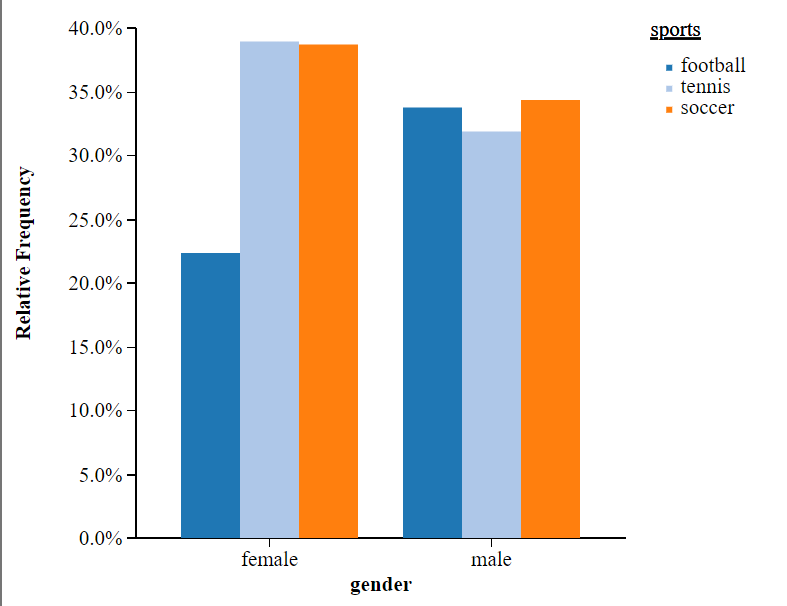 sports
football
tennis
soccer
Relative Frequency
40.0%
35.0%
30.0%
25.0%
20.0%
15.0%
10.0%
5.0%
0.0%
female male
gender